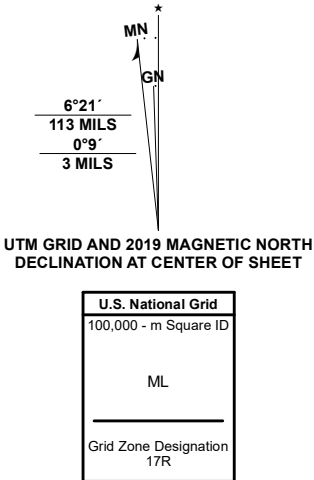 MN
GN
6°21´
113 MILS
0°9´
3 MILS
UTM GRID AND 2019 MAGNETIC NORTH
DECLINATION AT CENTER OF SHEET
U.S. National Grid
100,000 - m Square ID
ML
Grid Zone Designation
17R